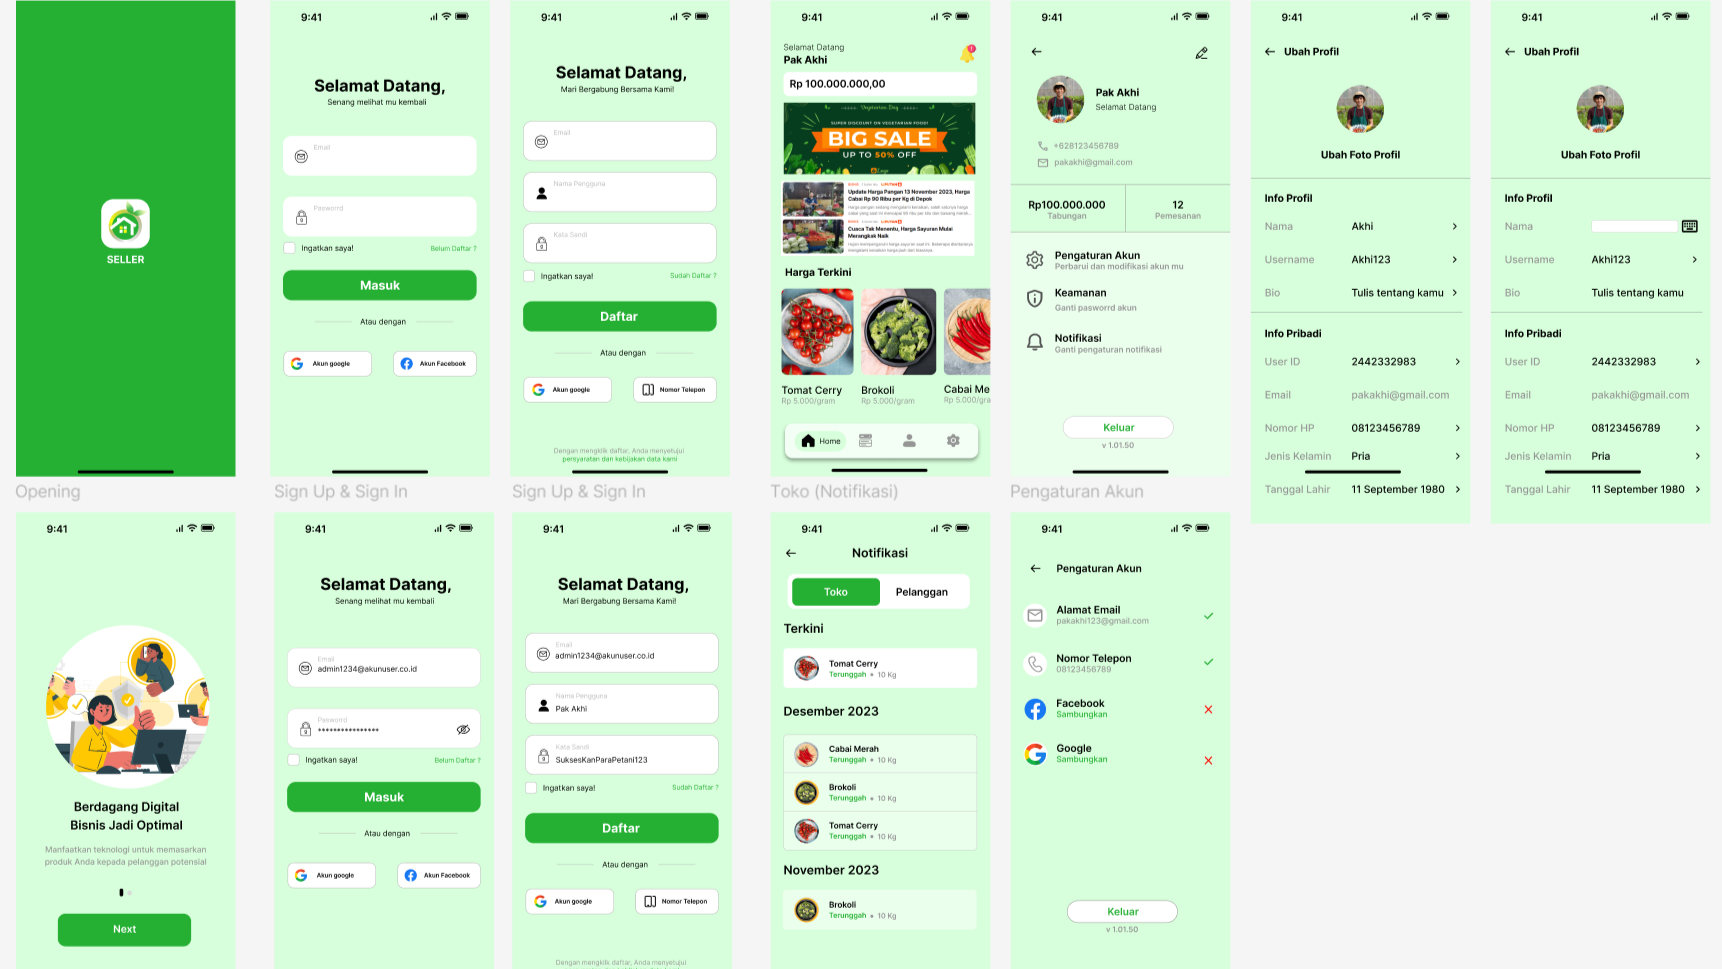 SELLER
Opening
9:41
Selamat Datang,
Senang melihat mu kembali
Email
Pasworrd
Ingatkan saya!
Belum Daftar ?
Masuk
Atau dengan
Akun google
Akun Facebook
Sign Up & Sign In
9:41
Selamat Datang,
Mari Bergabung Bersama Kami!
Email
Nama Pengguna
Kata Sandi
Ingatkan saya!
Sudah Daftar ?
Daftar
Atau dengan
Akun google
Nomor Telepon
Dengan mengklik daftar, Anda menyetujui
persyaratan dan kebijakan data kami
Sign Up & Sign In
9:41
Selamat Datang
Pak Akhi
Rp 100.000.000,00
Vegetarian Day
SUPER DISCOUNT ON VEGETARIAN FOOD!
BIG SALE
UP TO 50% OFF
Update Harga Pangan 13 November 2023, Harga
Cabai Rp 90 Ribu per Kg di Depok
Cuaca Tak Menentu, Harga Sayuran Mulai
Merangkak Naik
Harga Terkini
Tomat Cerry
Rp 5.000/gram
Brokoli
Rp 5.000/gram
Cabai Me
Rp 5.000/gra
Home
Toko (Notifikasi)
9:41
Pak Akhi
Selamat Datang
+628123456789
pakakhi@gmail.com
Rp100.000.000
Tabungan
12
Pemesanan
Pengaturan Akun
Perbarui dan modifikasi akun mu
Keamanan
Ganti pasworrd akun
Notifikasi
Ganti pengaturan notifikasi
Keluar
v 1.01.50
Pengaturan Akun
9:41
Ubah Profil
Ubah Foto Profil
Info Profil
Nama Akhi
Username Akhi123
Bio Tulis tentang kamu
Info Pribadi
User ID 2442332983
Email pakakhi@gmail.com
Nomor HP 08123456789
Jenis Kelamin Pria
Tanggal Lahir 11 September 1980
9:41
Ubah Profil
Ubah Foto Profil
Info Profil
Nama
Username Akhi123
Bio Tulis tentang kamu
Info Pribadi
User ID 2442332983
Email pakakhi@gmail.com
Nomor HP 08123456789
Jenis Kelamin Pria
Tanggal Lahir 11 September 1980
9:41
Berdagang Digital
Bisnis Jadi Optimal
Manfaatkan teknologi untuk memasarkan
produk Anda kepada pelanggan potensial
Next
9:41
Selamat Datang,
Senang melihat mu kembali
Email
admin1234@akunuser.co.id
Pasworrd
****************
Ingatkan saya!
Belum Daftar ?
Masuk
Atau dengan
Akun google
Akun Facebook
9:41
Selamat Datang,
Mari Bergabung Bersama Kami!
Email
admin1234@akunuser.co.id
Nama Pengguna
Pak Akhi
Kata Sandi
SuksesKanParaPetani123
Ingatkan saya!
Sudah Daftar ?
Daftar
Atau dengan
Akun google
Nomor Telepon
Dengan mengklik daftar, Anda menyetujui
9:41
Notifikasi
Toko
Pelanggan
Terkini
Tomat Cerry
Terunggah • 10 Kg
Desember 2023
Cabai Merah
Terunggah • 10 Kg
Brokoli
Terunggah • 10 Kg
Tomat Cerry
Terunggah • 10 Kg
November 2023
Brokoli
Terunggah • 10 Kg
9:41
Pengaturan Akun
Alamat Email
pakakhi123@gmail.com
Nomor Telepon
08123456789
Facebook
Sambungkan
Google
Sambungkan
Keluar
v 1.01.50